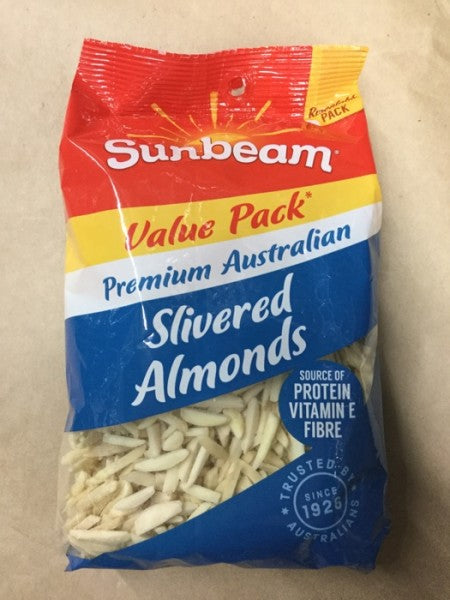 Resealable
PACK
Sunbeam®
Value Pack*
Premium Australian
Slivered
Almonds
SOURCE OF
PROTEIN
VITAMIN E
FIBRE
TRUSTED BY
SINCE
1926
AUSTRALIANS